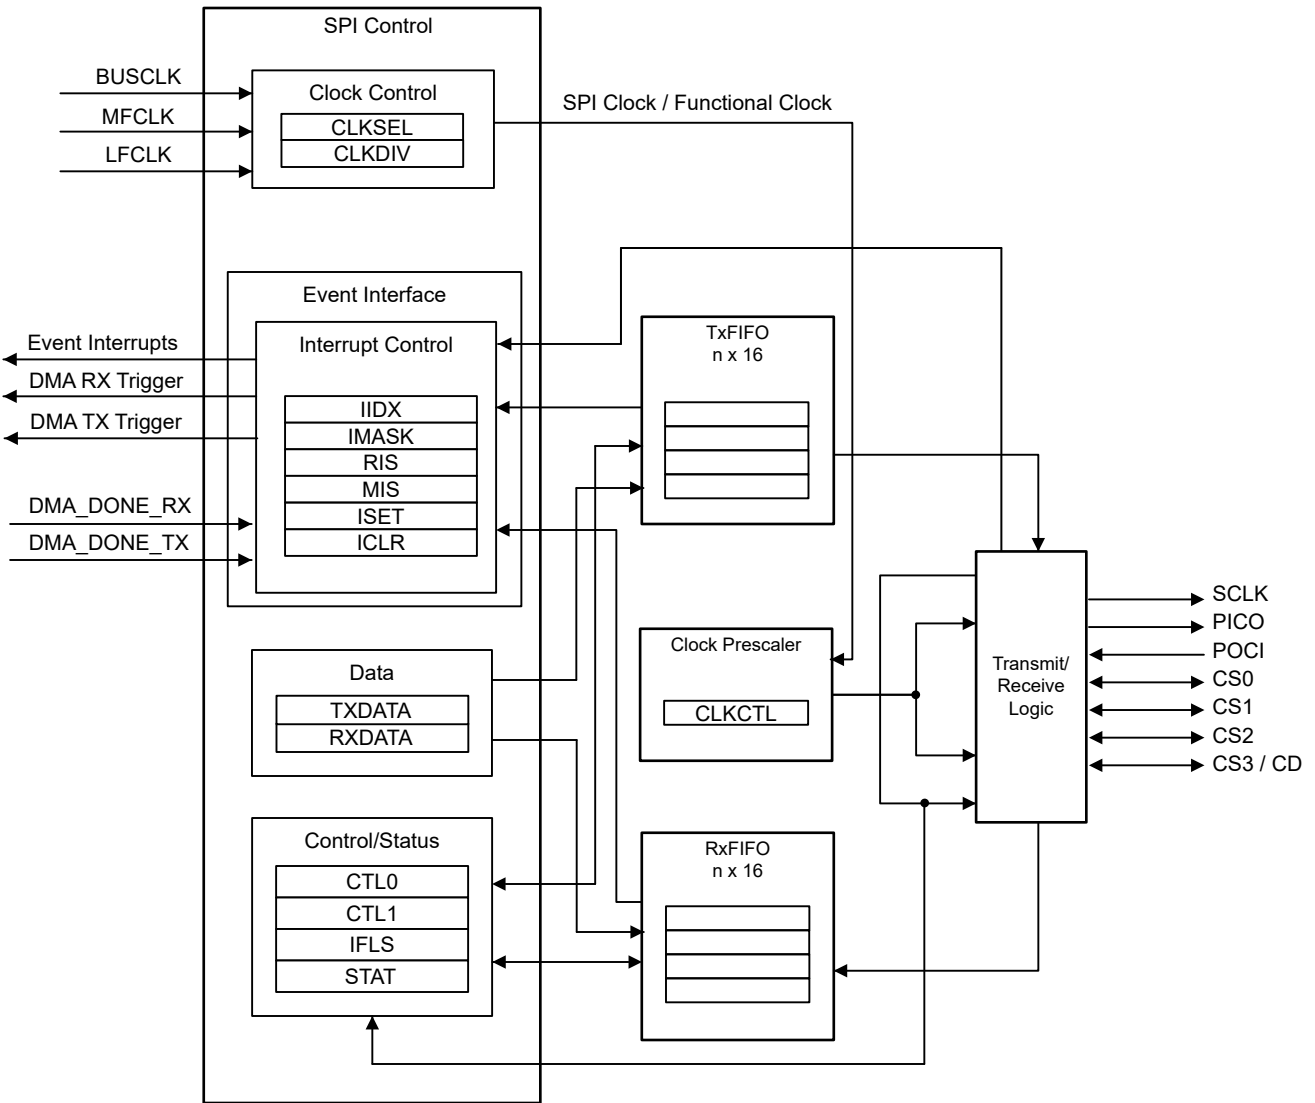 SPI Control
BUSCLK
MFCLK
LFCLK
Clock Control
CLKSEL
CLKDIV
SPI Clock / Functional Clock
Event Interface
Interrupt Control
IIDX
IMASK
RIS
MIS
ISET
ICLR
Event Interrupts
DMA RX Trigger
DMA TX Trigger
DMA_DONE_RX
DMA_DONE_TX
TxFIFO
n x 16
Data
TXDATA
RXDATA
Clock Prescaler
CLKCTL
Transmit/
Receive
Logic
SCLK
PICO
POCI
CS0
CS1
CS2
CS3 / CD
Control/Status
CTL0
CTL1
IFLS
STAT
RxFIFO
n x 16